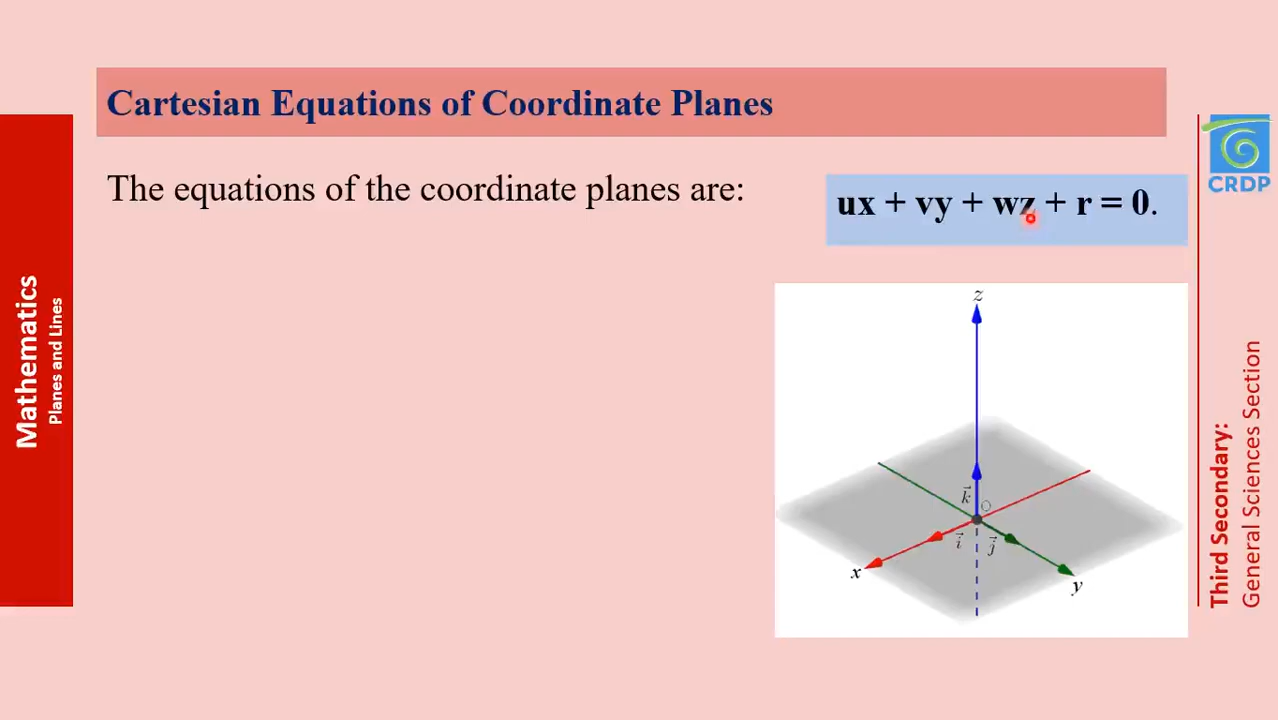 Cartesian Equations of Coordinate Planes
The equations of the coordinate planes are:
ux + vy + wz + r = 0.
Mathematics
Planes and Lines
z
k⃗
O
i⃗
j⃗
x
y
CRDP
Third Secondary:
General Sciences Section